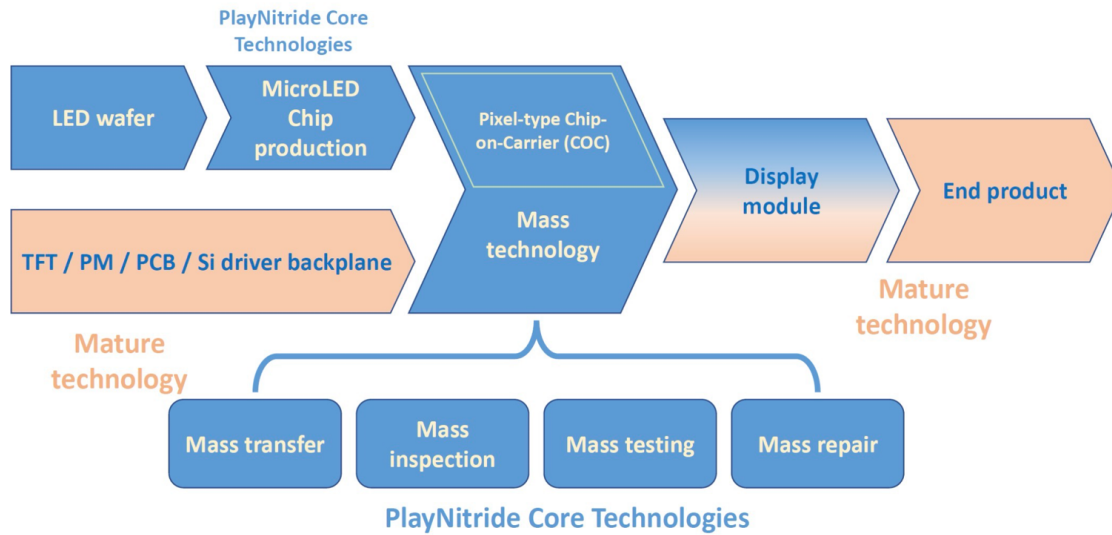 PlayNitride Core
Technologies
LED wafer
MicroLED
Chip
production
Pixel-type Chip-
on-Carrier (COC)
Mass
technology
Display
module
End product
TFT / PM / PCB / Si driver backplane
Mature
technology
Mature
technology
Mass transfer
Mass
inspection
Mass testing
Mass repair
PlayNitride Core Technologies